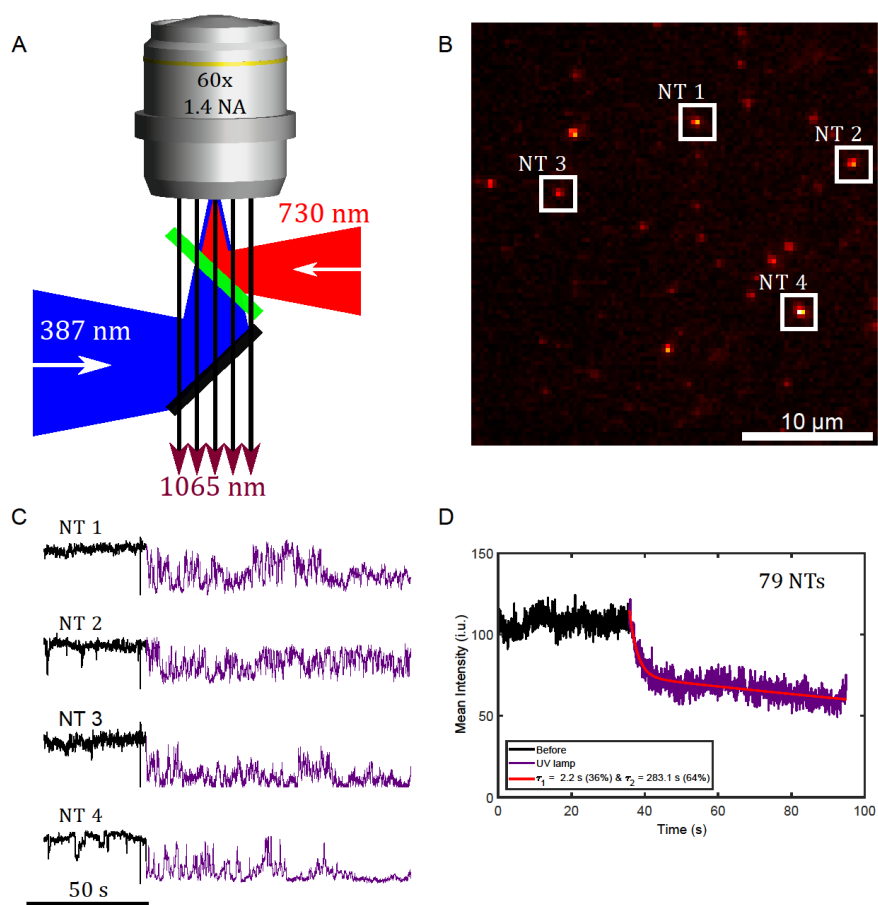 A
60x
1.4 NA
730 nm
387 nm
1065 nm
B
NT 1
NT 2
NT 3
NT 4
10 µm
C
NT 1
NT 2
NT 3
NT 4
50 s
D
79 NTs
150
100
50
0
Mean Intensity (i.u.)
Before
UV lamp
τ1 = 2.2 s (36%) & τ2 = 283.1 s (64%)
0 20 40 60 80 100
Time (s)